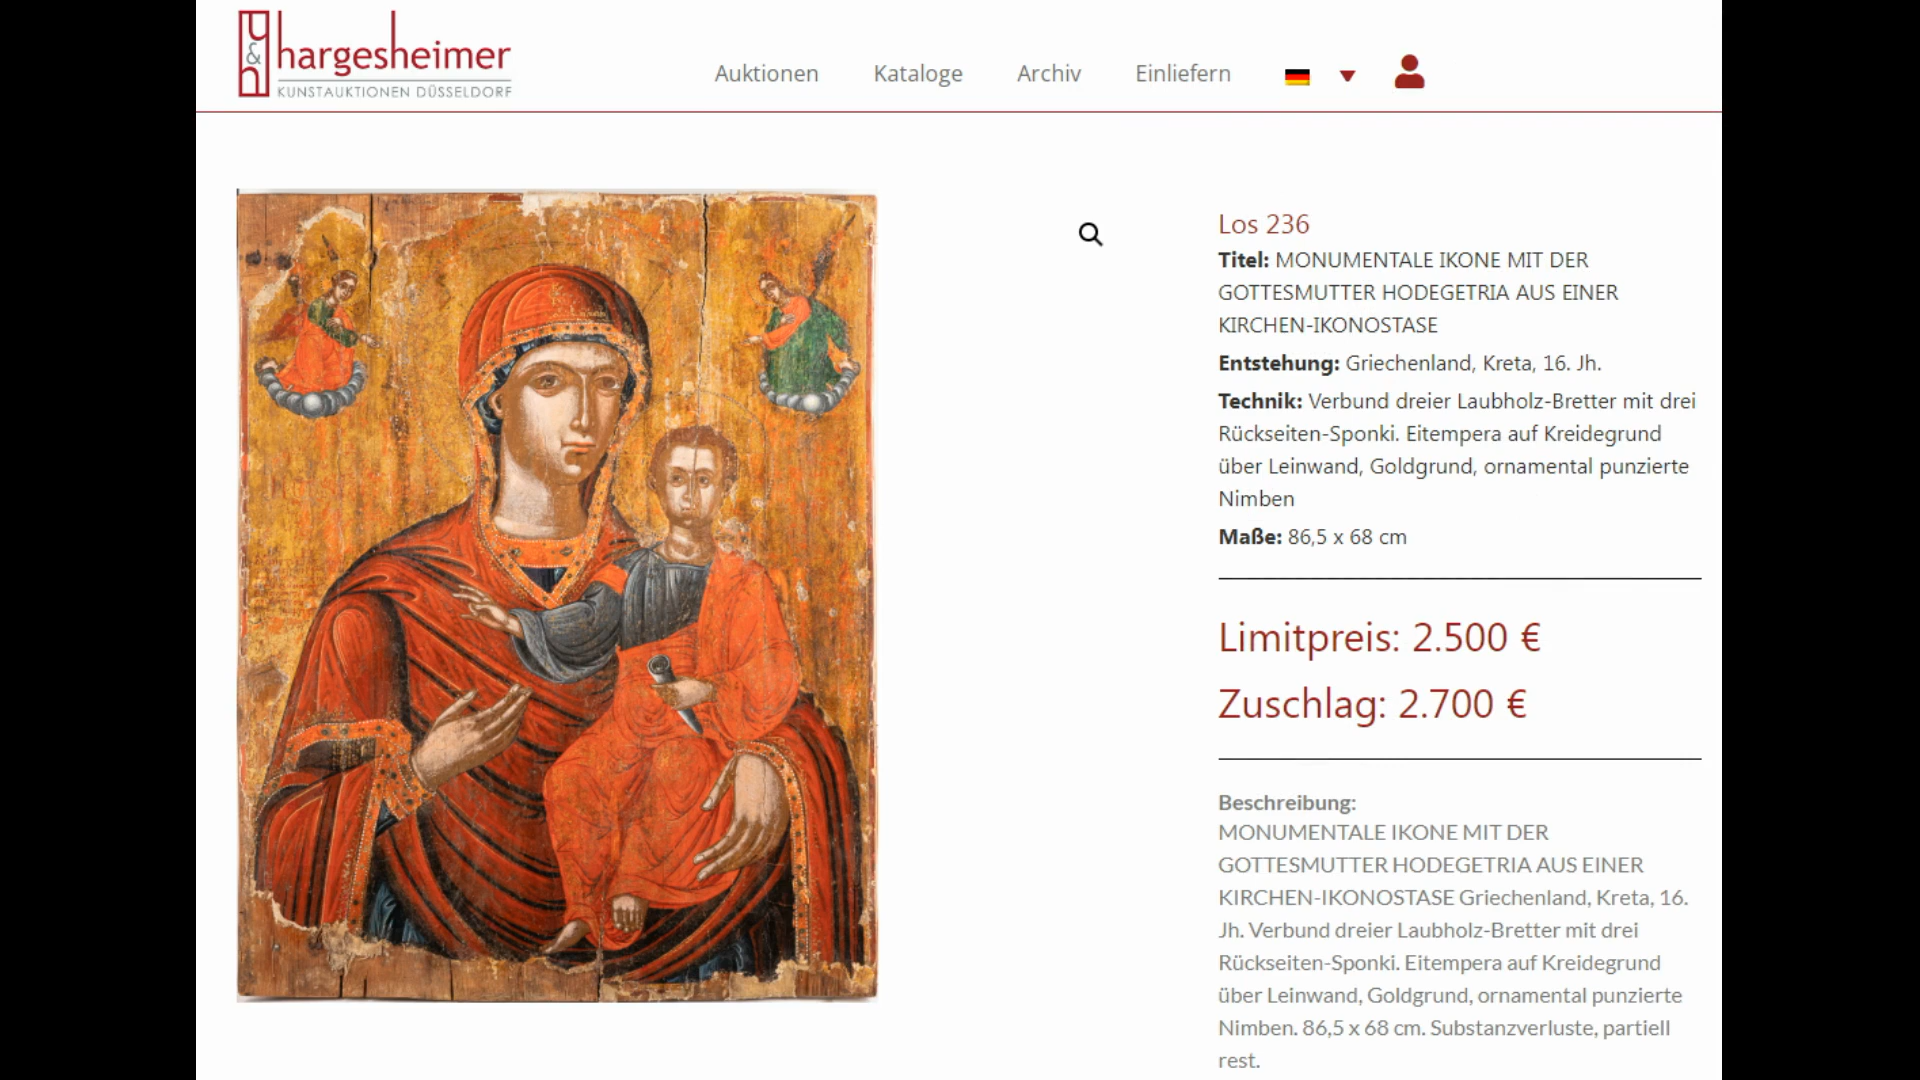 h&h
hargesheimer
KUNSTAUKTIONEN DÜSSELDORF
Auktionen Kataloge Archiv Einliefern
Los 236
Titel: MONUMENTALE IKONE MIT DER
GOTTESMUTTER HODEGETRIA AUS EINER
KIRCHEN-IKONOSTASE
Entstehung: Griechenland, Kreta, 16. Jh.
Technik: Verbund dreier Laubholz-Bretter mit drei
Rückseiten-Sponki. Eitempera auf Kreidegrund
über Leinwand, Goldgrund, ornamental punzierte
Nimben
Maße: 86,5 x 68 cm
Limitpreis: 2.500 €
Zuschlag: 2.700 €
Beschreibung:
MONUMENTALE IKONE MIT DER
GOTTESMUTTER HODEGETRIA AUS EINER
KIRCHEN-IKONOSTASE Griechenland, Kreta, 16.
Jh. Verbund dreier Laubholz-Bretter mit drei
Rückseiten-Sponki. Eitempera auf Kreidegrund
über Leinwand, Goldgrund, ornamental punzierte
Nimben. 86,5 x 68 cm. Substanzverluste, partiell
rest.